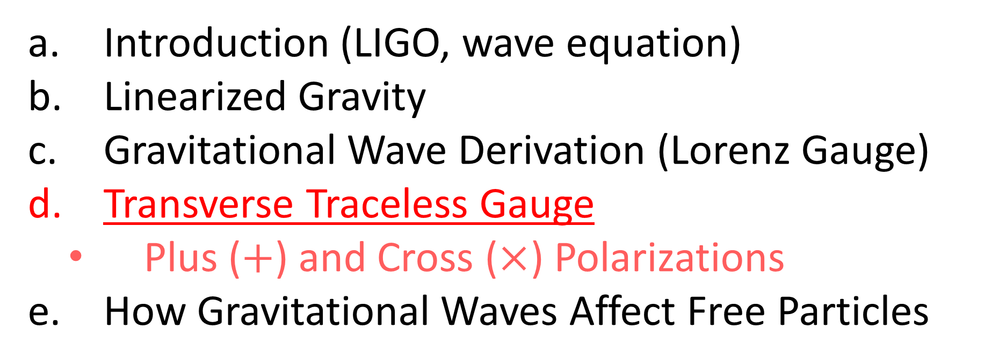 a. Introduction (LIGO, wave equation)
b. Linearized Gravity
c. Gravitational Wave Derivation (Lorenz Gauge)
d. Transverse Traceless Gauge
• Plus (+) and Cross (×) Polarizations
e. How Gravitational Waves Affect Free Particles